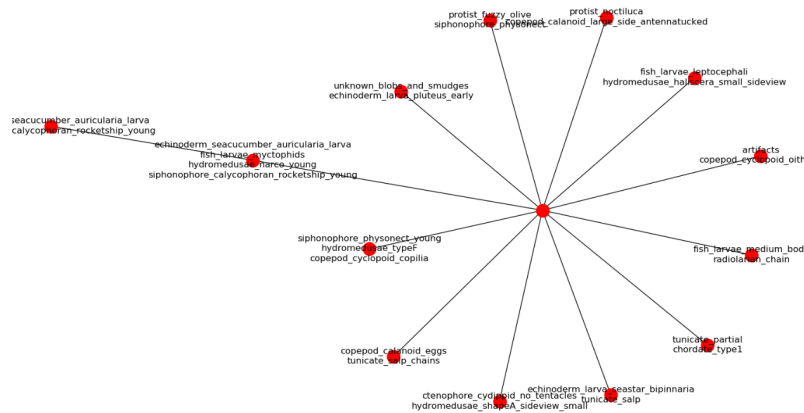 protist_fuzzy_olive
siphonophore_physonect
protist_noctiluca
copepod_calanoid_large_side_antennatucked
fish_larvae_leptocephali
hydromedusae_haliscera_small_sideview
unknown_blobs_and_smudges
echinoderm_larva_pluteus_early
seacucumber_auricularia_larva
calycophoran_rocketship_young
echinoderm_seacucumber_auricularia_larva
fish_larvae_myctophids
hydromedusae_narco_young
siphonophore_calycophoran_rocketship_young
artifacts
copepod_cyclopoid_oith
siphonophore_physonect_young
hydromedusae_typeF
copepod_cyclopoid_copilia
fish_larvae_medium_bod
radiolarian_chain
tunicate_partial
chordate_type1
copepod_calanoid_eggs
tunicate_salp_chains
ctenophore_cydippid_no_tentacles
hydromedusae_shapeA_sideview_small
echinoderm_larva_seastar_bipinnaria
tunicate_salp